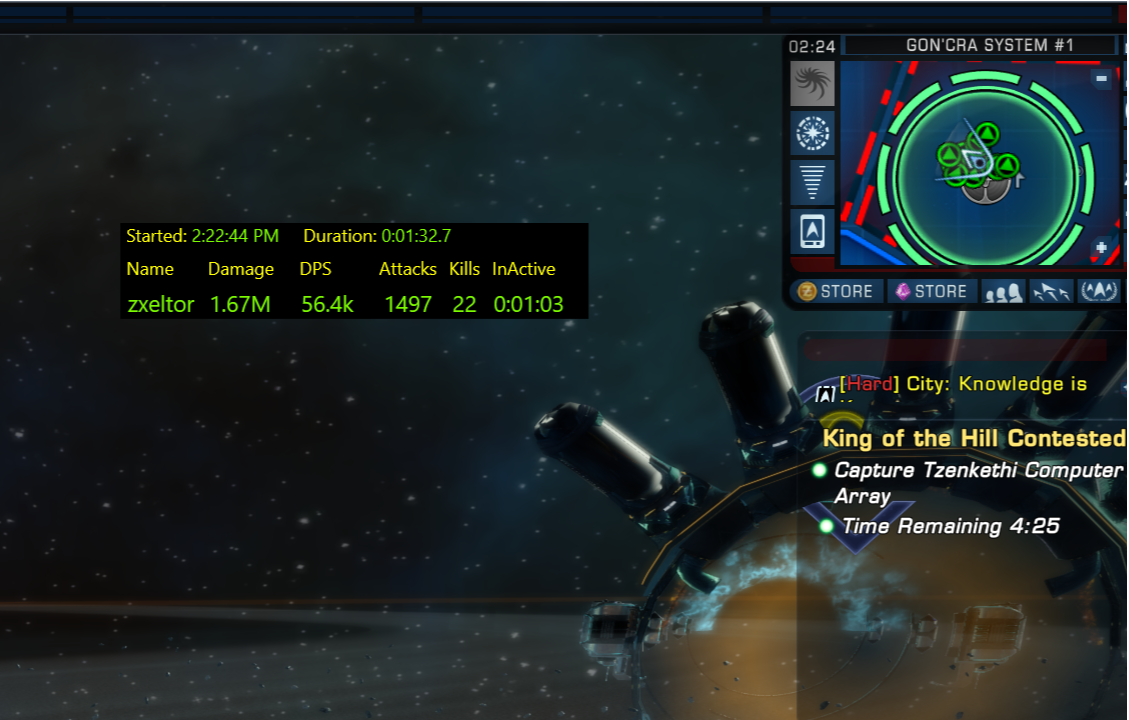 02:24 GON'CRA SYSTEM #1
Started: 2:22:44 PM Duration: 0:01:32.7
Name Damage DPS Attacks Kills InActive
zxeltor 1.67M 56.4k 1497 22 0:01:03
STORE STORE
[Hard] City: Knowledge is
King of the Hill Contested
Capture Tzenkethi Computer
Array
Time Remaining 4:25